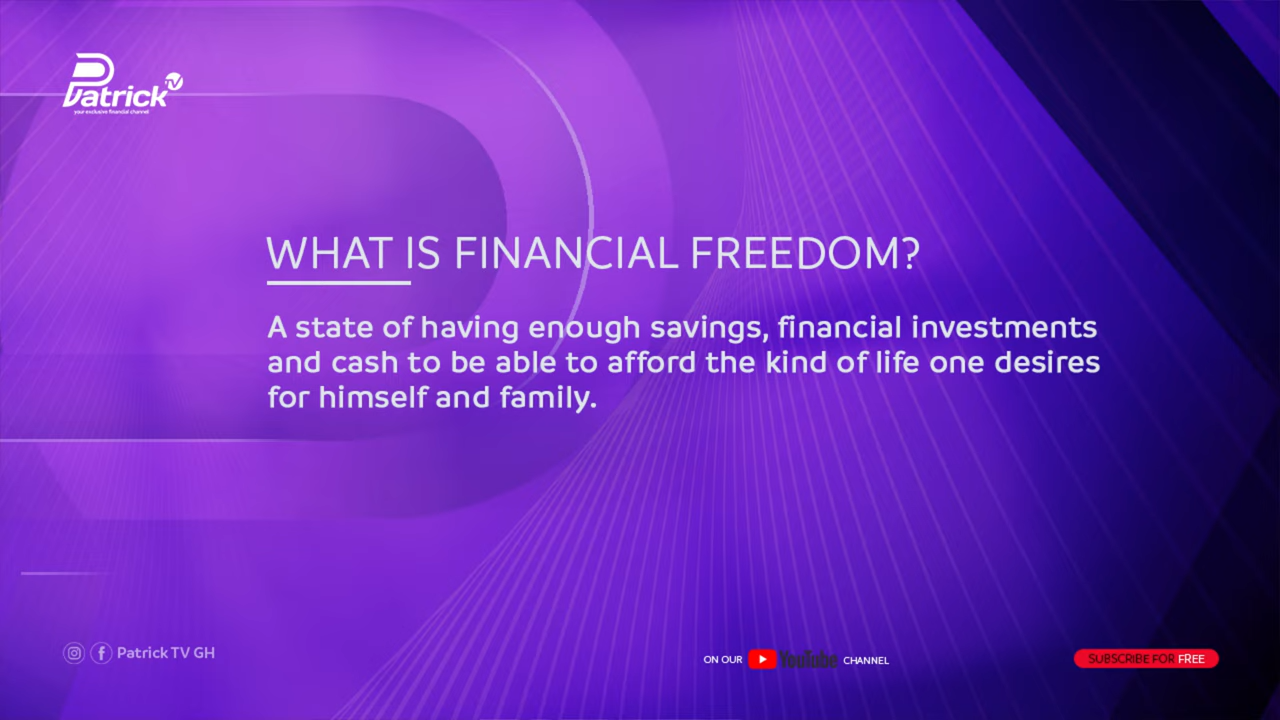 Patrick TV
your exclusive financial channel
WHAT IS FINANCIAL FREEDOM?
A state of having enough savings, financial investments
and cash to be able to afford the kind of life one desires
for himself and family.
Patrick TV GH
ON OUR YouTube CHANNEL
SUBSCRIBE FOR FREE